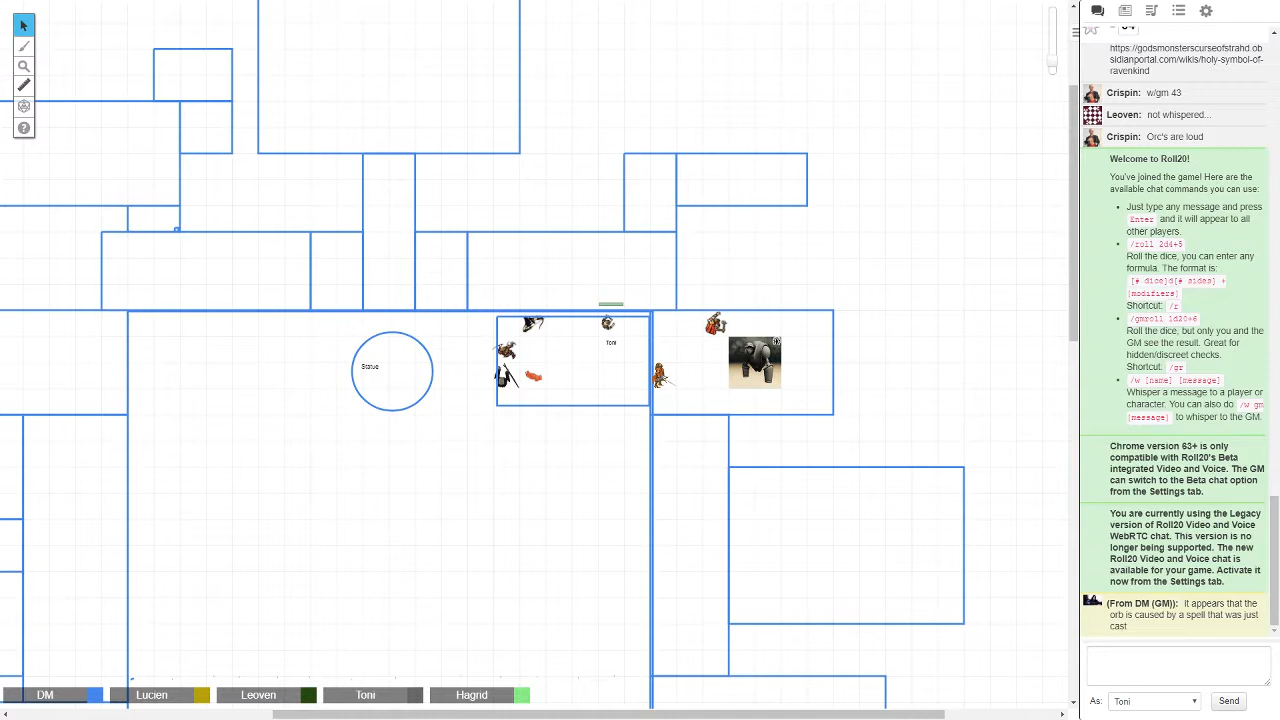 Statue
Toni
63
DM
Lucien
Leoven
Toni
Hagrid
https://godsmonsterscurseofstrahd.ob
sidianportal.com/wikis/holy-symbol-of-
ravenkind
Crispin: w/gm 43
Leoven: not whispered...
Crispin: Orc's are loud
Welcome to Roll20!
You've joined the game! Here are the
available chat commands you can use:
• Just type any message and press
Enter and it will appear to all
other players.
• /roll 2d4+5
Roll the dice, you can enter any
formula. The format is:
[# dice]d[# sides] +
[modifiers]
Shortcut: /r
• /gmroll 1d20+6
Roll the dice, but only you and the
GM see the result. Great for
hidden/discreet checks.
Shortcut: /gr
• /w [name] [message]
Whisper a message to a player or
character. You can also do /w gm
[message] to whisper to the GM.
Chrome version 63+ is only
compatible with Roll20's Beta
integrated Video and Voice. The GM
can switch to the Beta chat option
from the Settings tab.
You are currently using the Legacy
version of Roll20 Video and Voice
WebRTC chat. This version is no
longer being supported. The new
Roll20 Video and Voice chat is
available for your game. Activate it
now from the Settings tab.
(From DM (GM)): it appears that the
orb is caused by a spell that was just
cast
As: Toni
Send